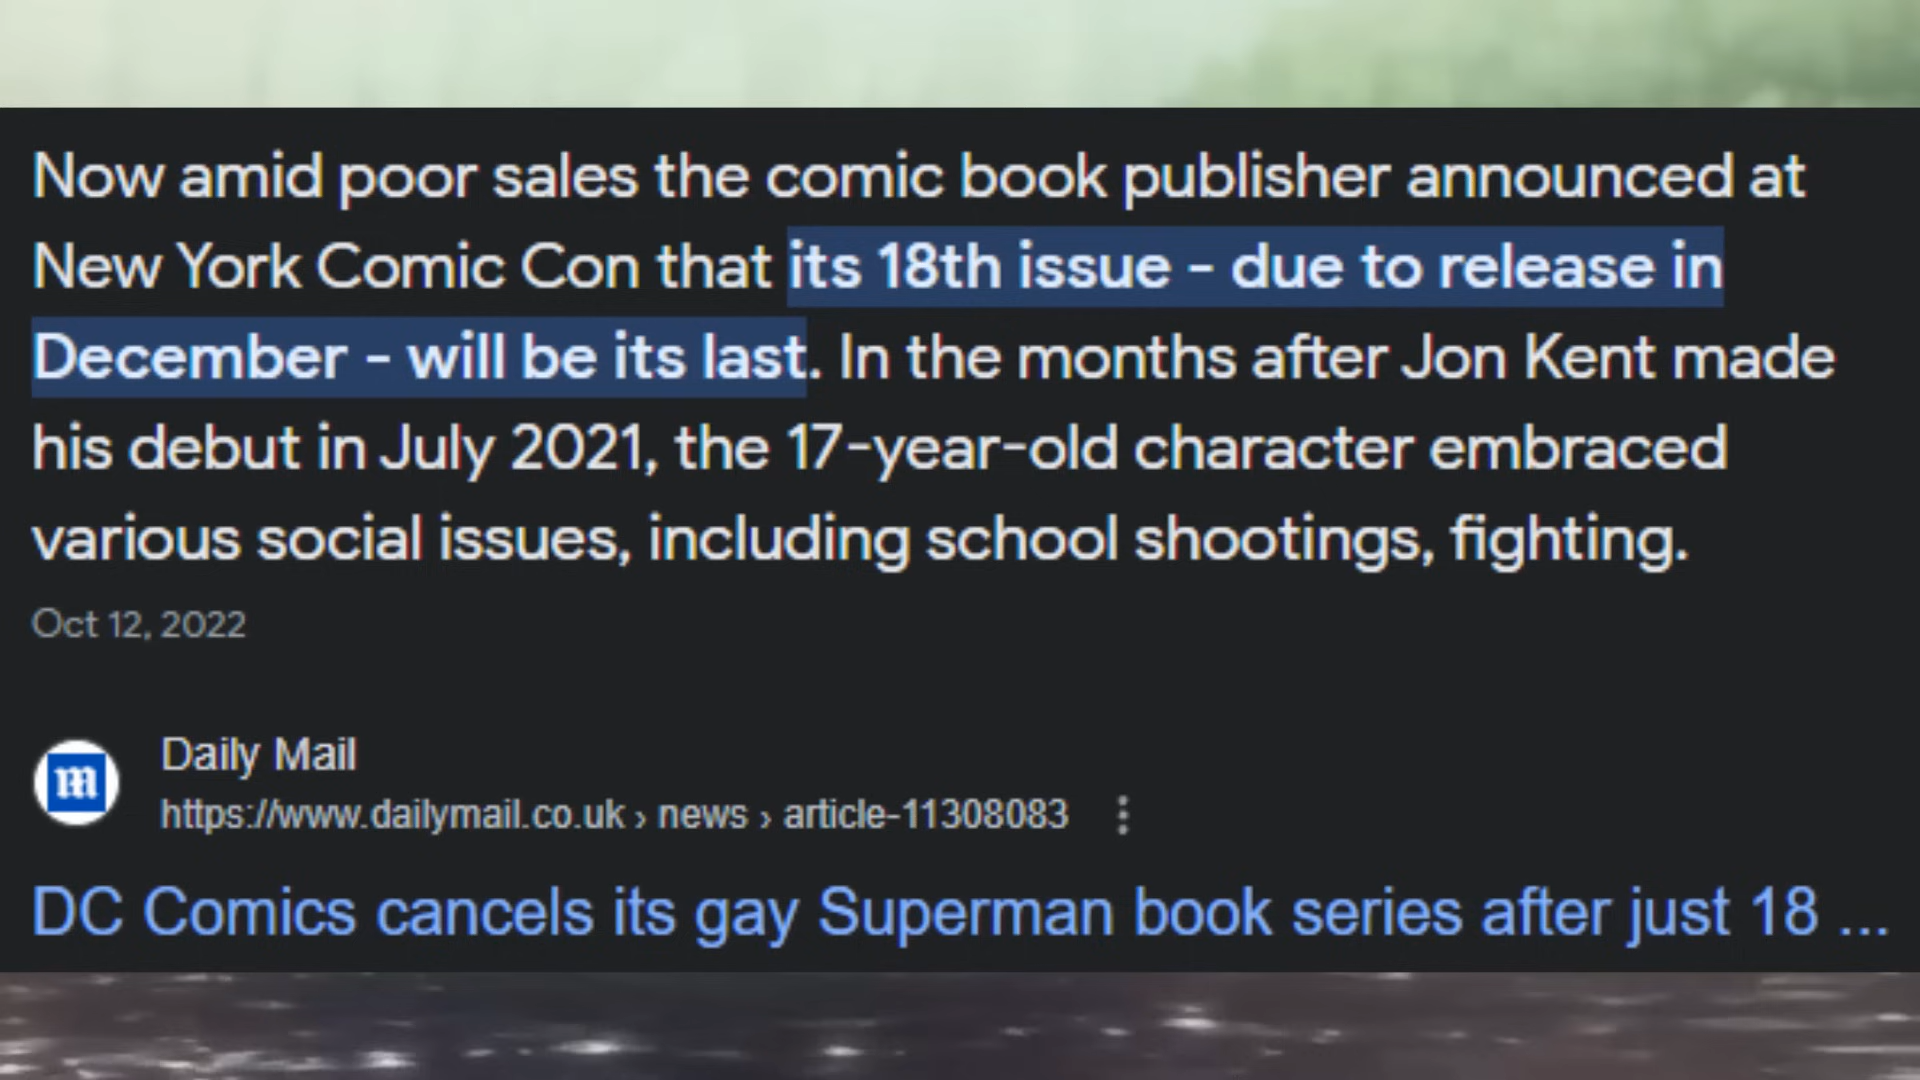 Now amid poor sales the comic book publisher announced at
New York Comic Con that its 18th issue - due to release in
December - will be its last. In the months after Jon Kent made
his debut in July 2021, the 17-year-old character embraced
various social issues, including school shootings, fighting.
Oct 12, 2022
m
Daily Mail
https://www.dailymail.co.uk › news › article-11308083
DC Comics cancels its gay Superman book series after just 18 ...